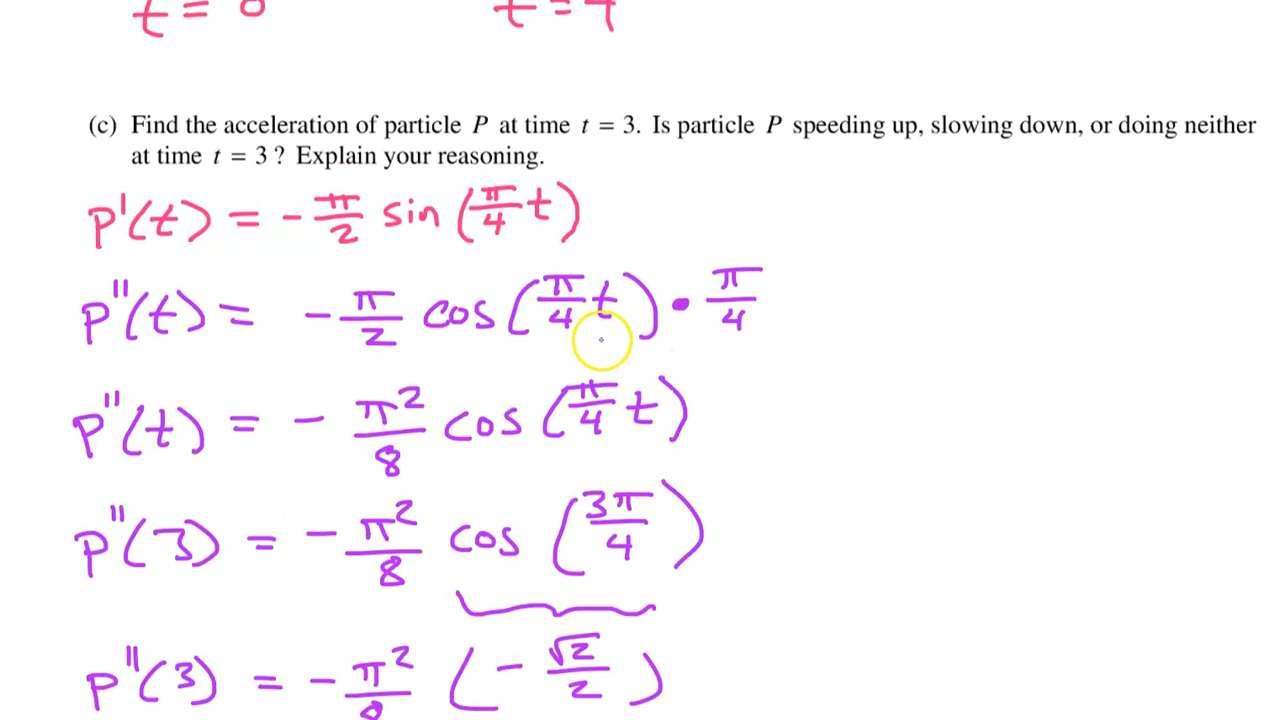 t = 0 t = 4
(c) Find the acceleration of particle P at time t = 3. Is particle P speeding up, slowing down, or doing neither
at time t = 3 ? Explain your reasoning.
P'(t) = - π/2 sin (π/4 t)
P''(t) = - π/2 cos (π/4 t) • π/4
P''(t) = - π²/8 cos (π/4 t)
P''(3) = - π²/8 cos (3π/4)
P''(3) = - π²/8 (- √2/2)